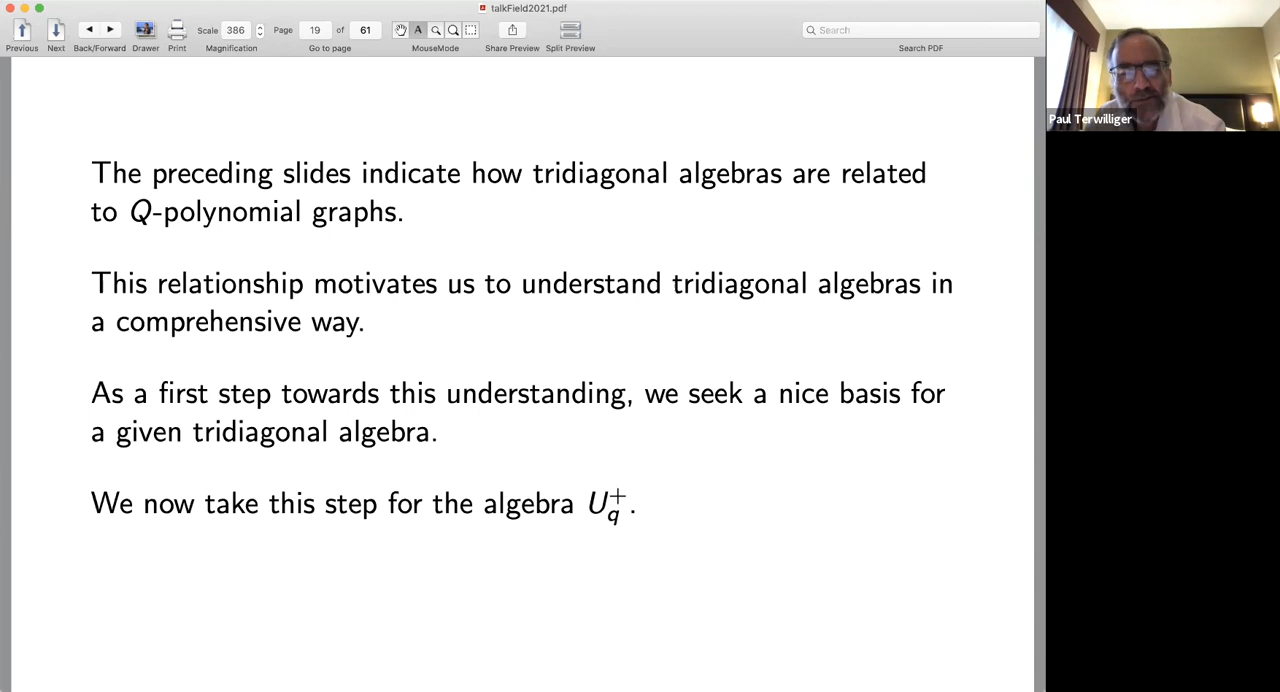 talkField2021.pdf
Previous Next Back/Forward Drawer Print Scale 386 Magnification Page 19 of 61 Go to page A MouseMode Share Preview Split Preview Search Search PDF
Paul Terwilliger
The preceding slides indicate how tridiagonal algebras are related
to Q-polynomial graphs.
This relationship motivates us to understand tridiagonal algebras in
a comprehensive way.
As a first step towards this understanding, we seek a nice basis for
a given tridiagonal algebra.
We now take this step for the algebra U_q^+.